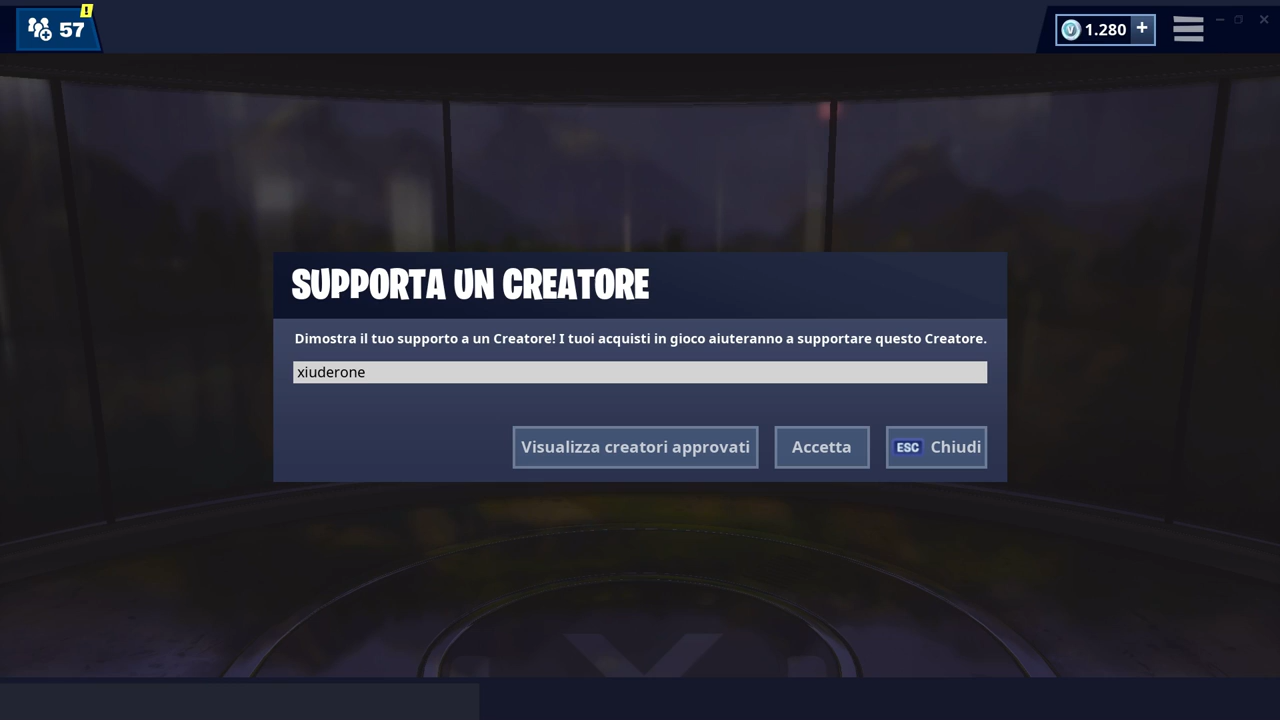 57
!
1.280 +
SUPPORTA UN CREATORE
Dimostra il tuo supporto a un Creatore! I tuoi acquisti in gioco aiuteranno a supportare questo Creatore.
xiuderone
Visualizza creatori approvati
Accetta
ESC Chiudi